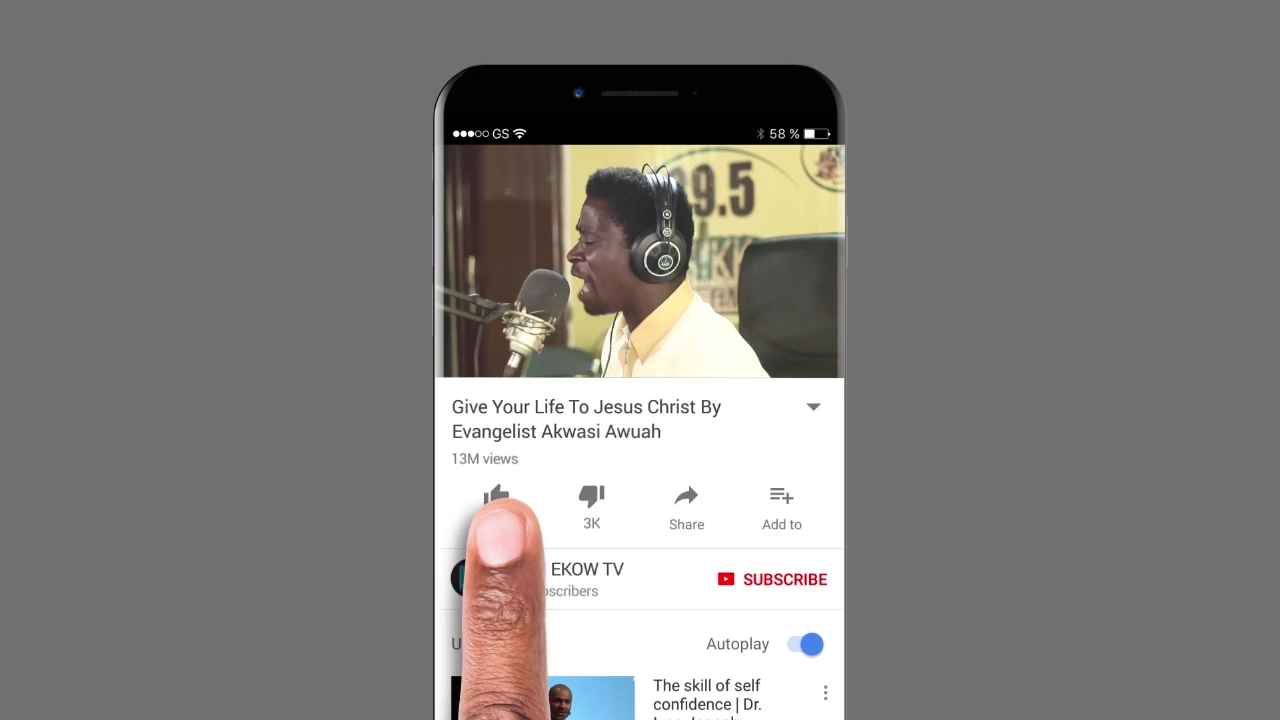 GS
58 %
9.5
Give Your Life To Jesus Christ By
Evangelist Akwasi Awuah
13M views
3K
Share
Add to
EKOW TV
SUBSCRIBE
Autoplay
The skill of self
confidence | Dr.